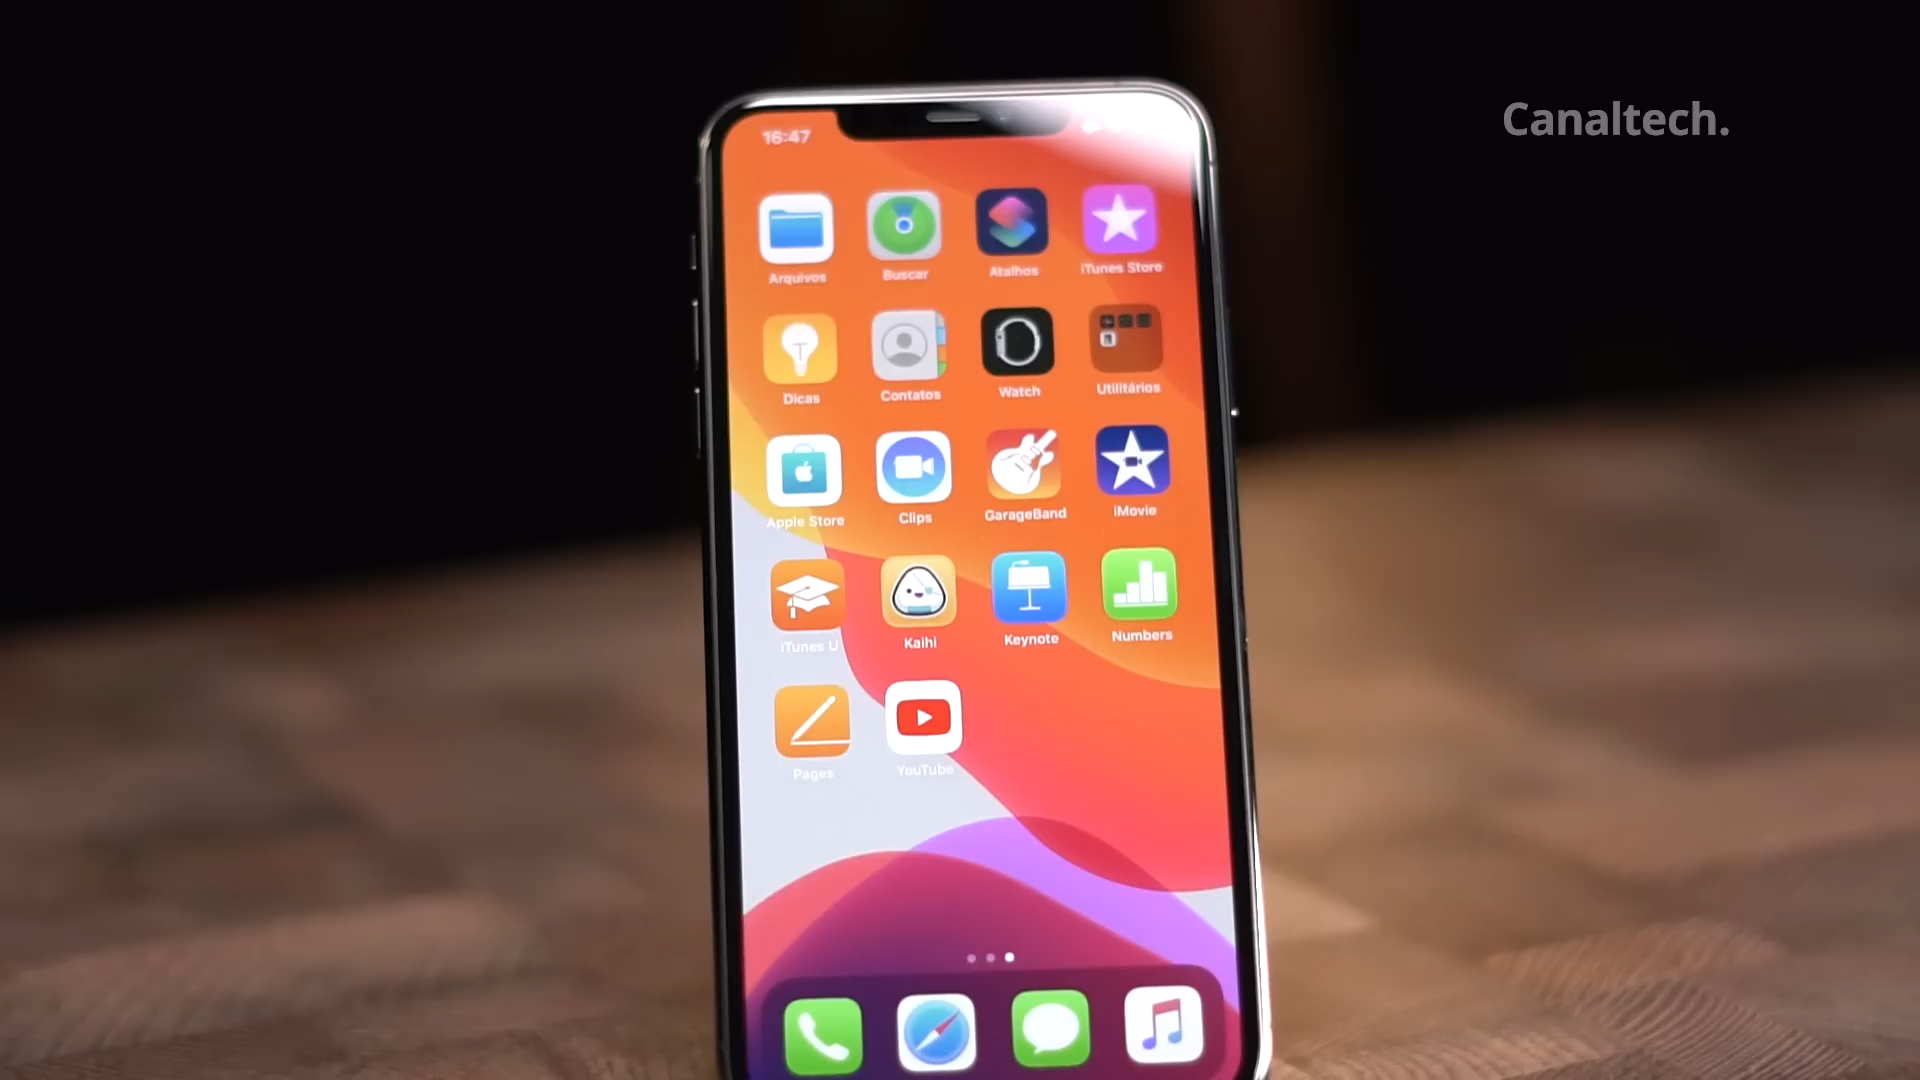 Canaltech.
16:47
Arquivos Buscar Atalhos iTunes Store
Dicas Contatos Watch Utilitários
Apple Store Clips GarageBand iMovie
iTunes U Kaihi Keynote Numbers
Pages YouTube